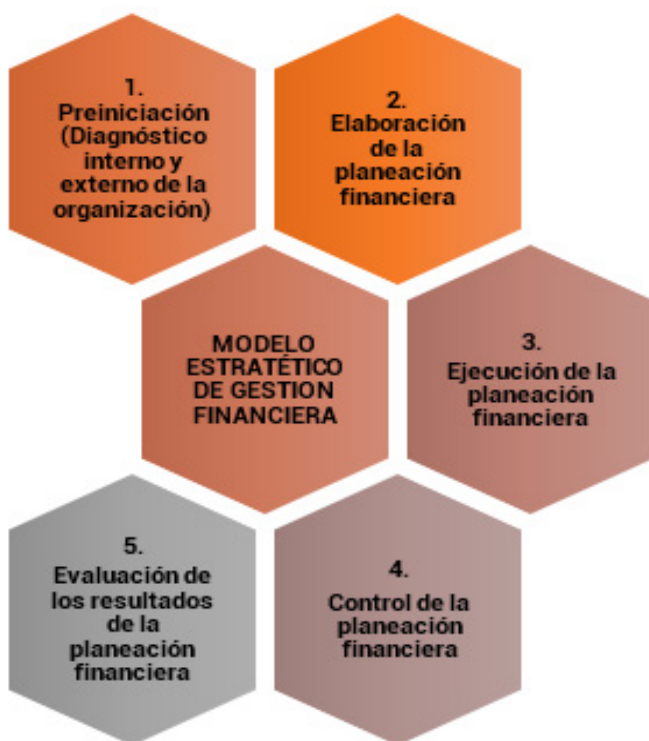 1.
Preiniciación
(Diagnóstico
interno y
externo de la
organización)
2.
Elaboración
de la
planeación
financiera
MODELO
ESTRATÉTICO
DE GESTION
FINANCIERA
3.
Ejecución de la
planeación
financiera
5.
Evaluación de
los resultados
de la
planeación
financiera
4.
Control de la
planeación
financiera